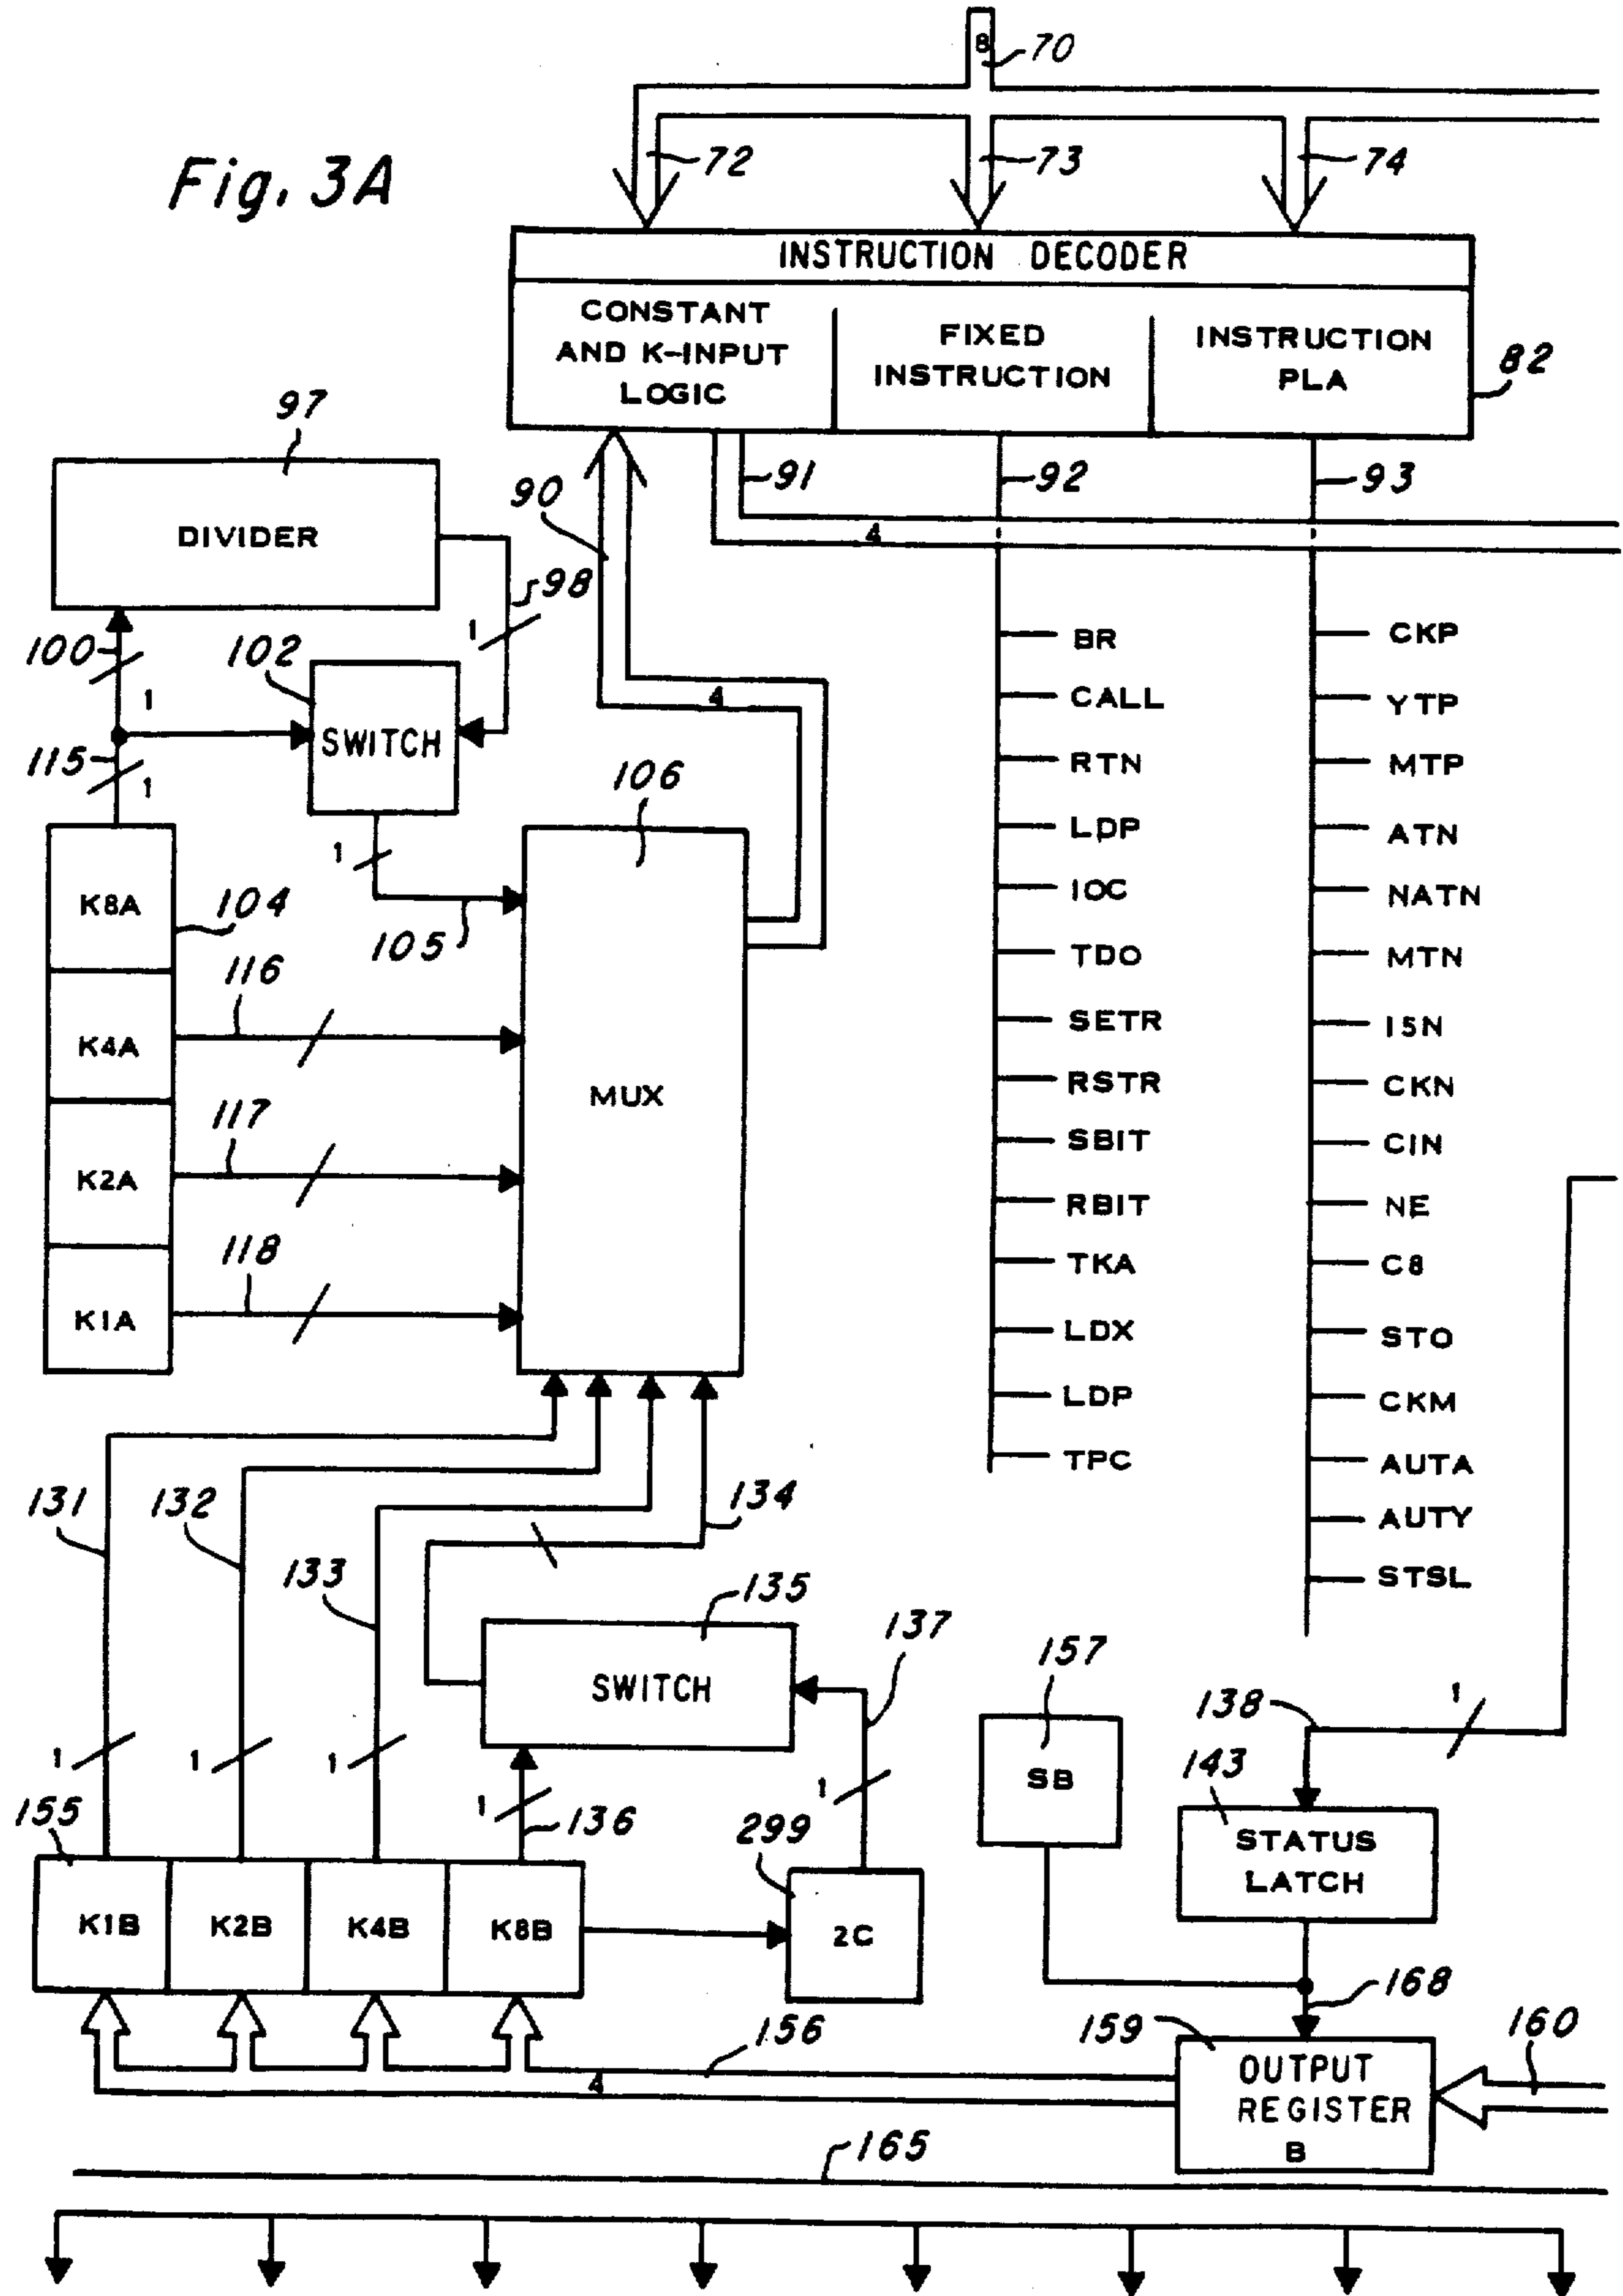 8 70
Fig. 3A
72 73 74
INSTRUCTION DECODER
CONSTANT
AND K-INPUT
LOGIC
FIXED
INSTRUCTION
INSTRUCTION
PLA
82
97
DIVIDER
90
91
92
93
4
98
1
100
1
102
SWITCH
115
1
4
1
105
106
MUX
K8A
104
K4A
116
K2A
117
K1A
118
BR
CALL
RTN
LDP
IOC
TDO
SETR
RSTR
SBIT
RBIT
TKA
LDX
LDP
TPC
CKP
YTP
MTP
ATN
NATN
MTN
15N
CKN
CIN
NE
C8
STO
CKM
AUTA
AUTY
STSL
131
132
133
134
135
SWITCH
137
1
1
1
1
136
1
155
K1B
K2B
K4B
K8B
299
2C
157
SB
138
1
143
STATUS
LATCH
168
156
4
159
OUTPUT
REGISTER
B
160
165